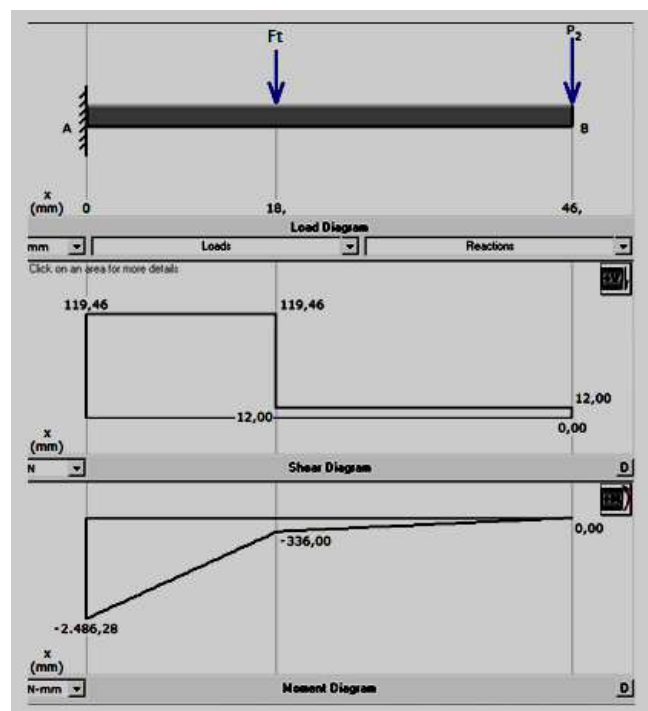 Ft P2
A B
x
(mm) 0 18, 46,
Load Diagram
mm Loads Reactions
Click on an area for more details
119,46 119,46
12,00 12,00
0,00
x
(mm)
N Shear Diagram D
-336,00 0,00
-2.486,28
x
(mm)
N-mm Moment Diagram D